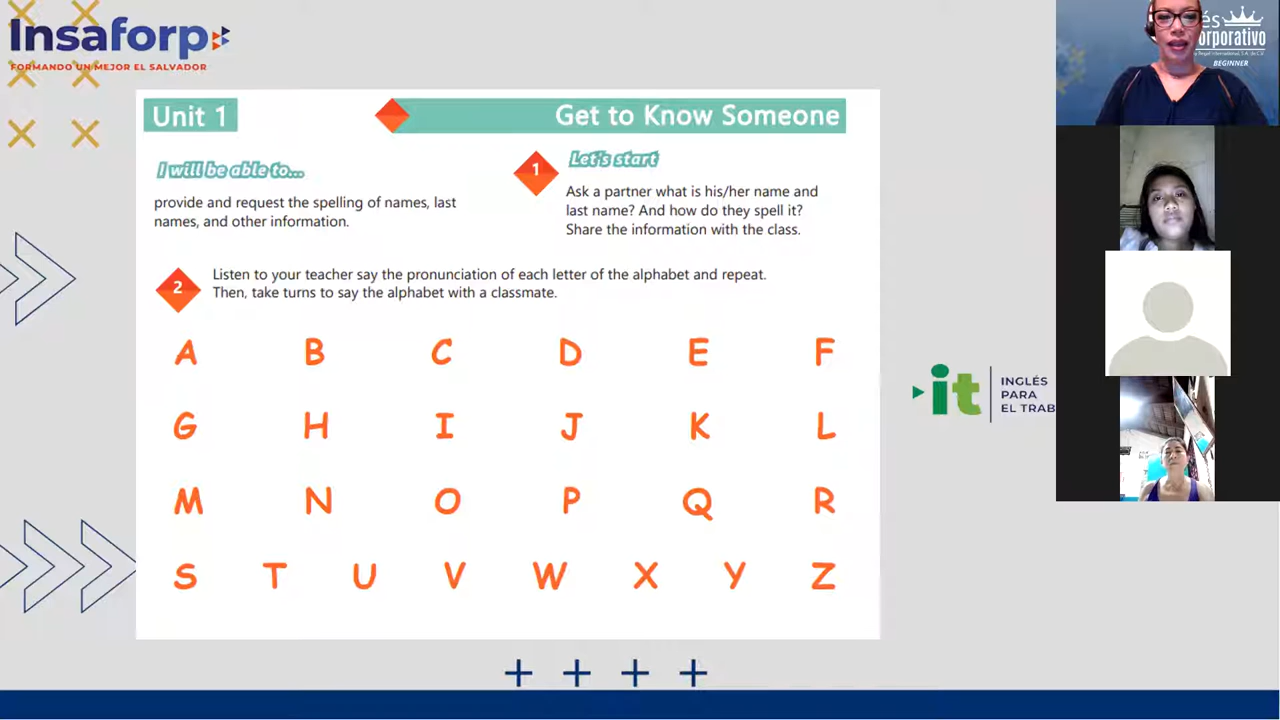 Insaforp
FORMANDO UN MEJOR EL SALVADOR
és
orporativo
BEGINNER
Unit 1
Get to Know Someone
I will be able to...
provide and request the spelling of names, last
names, and other information.
1
Let's start
Ask a partner what is his/her name and
last name? And how do they spell it?
Share the information with the class.
2
Listen to your teacher say the pronunciation of each letter of the alphabet and repeat.
Then, take turns to say the alphabet with a classmate.
A B C D E F
G H I J K L
M N O P Q R
S T U V W X Y Z
it
INGLÉS
PARA
EL TRAB